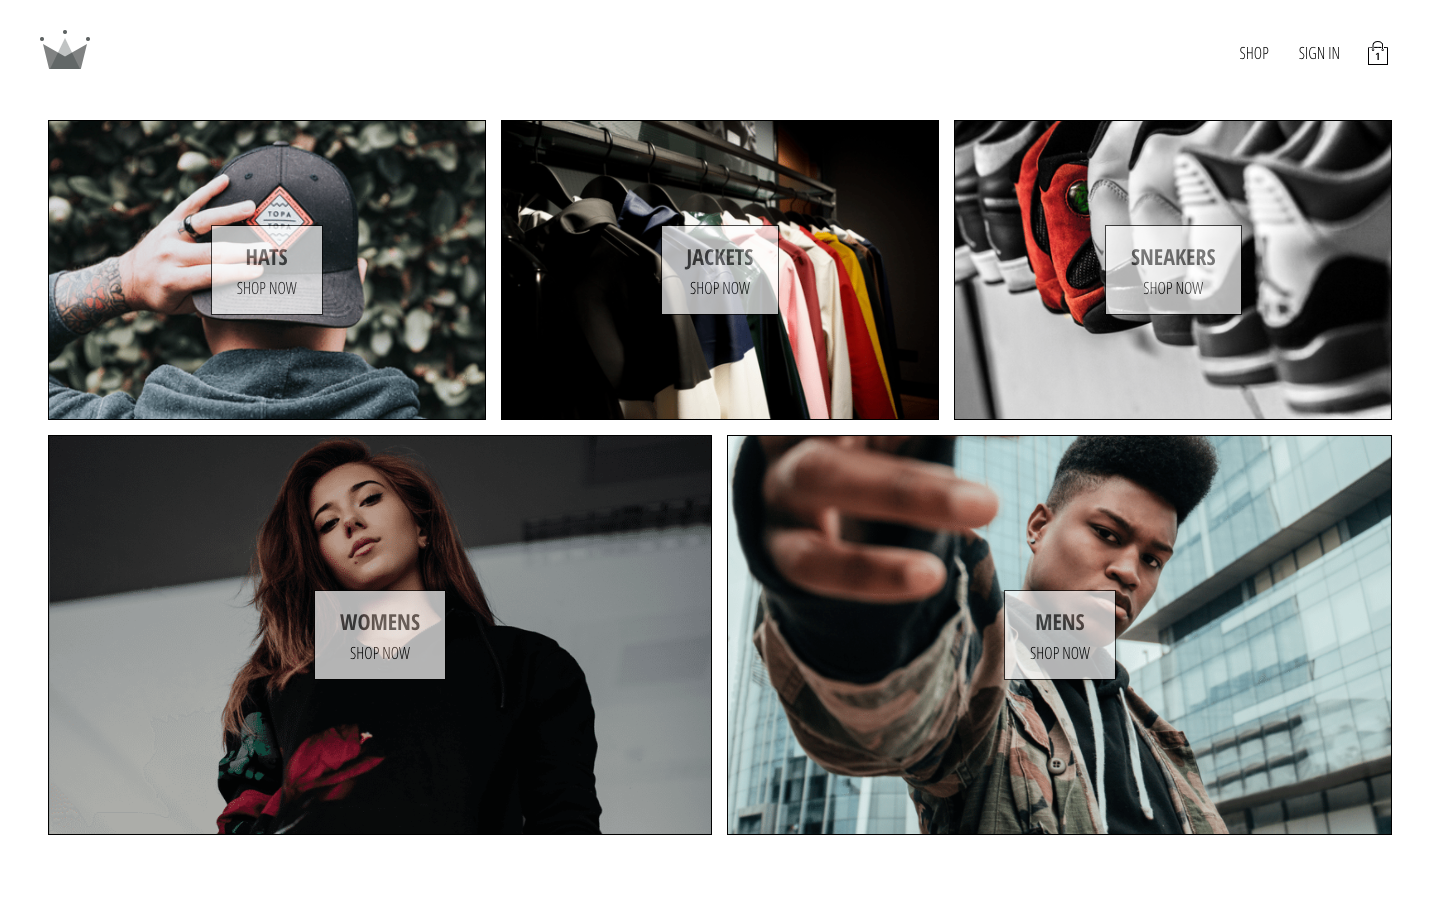 SHOP
SIGN IN
1
TOPA
TOPA
HATS
SHOP NOW
JACKETS
SHOP NOW
SNEAKERS
SHOP NOW
WOMENS
SHOP NOW
MENS
SHOP NOW